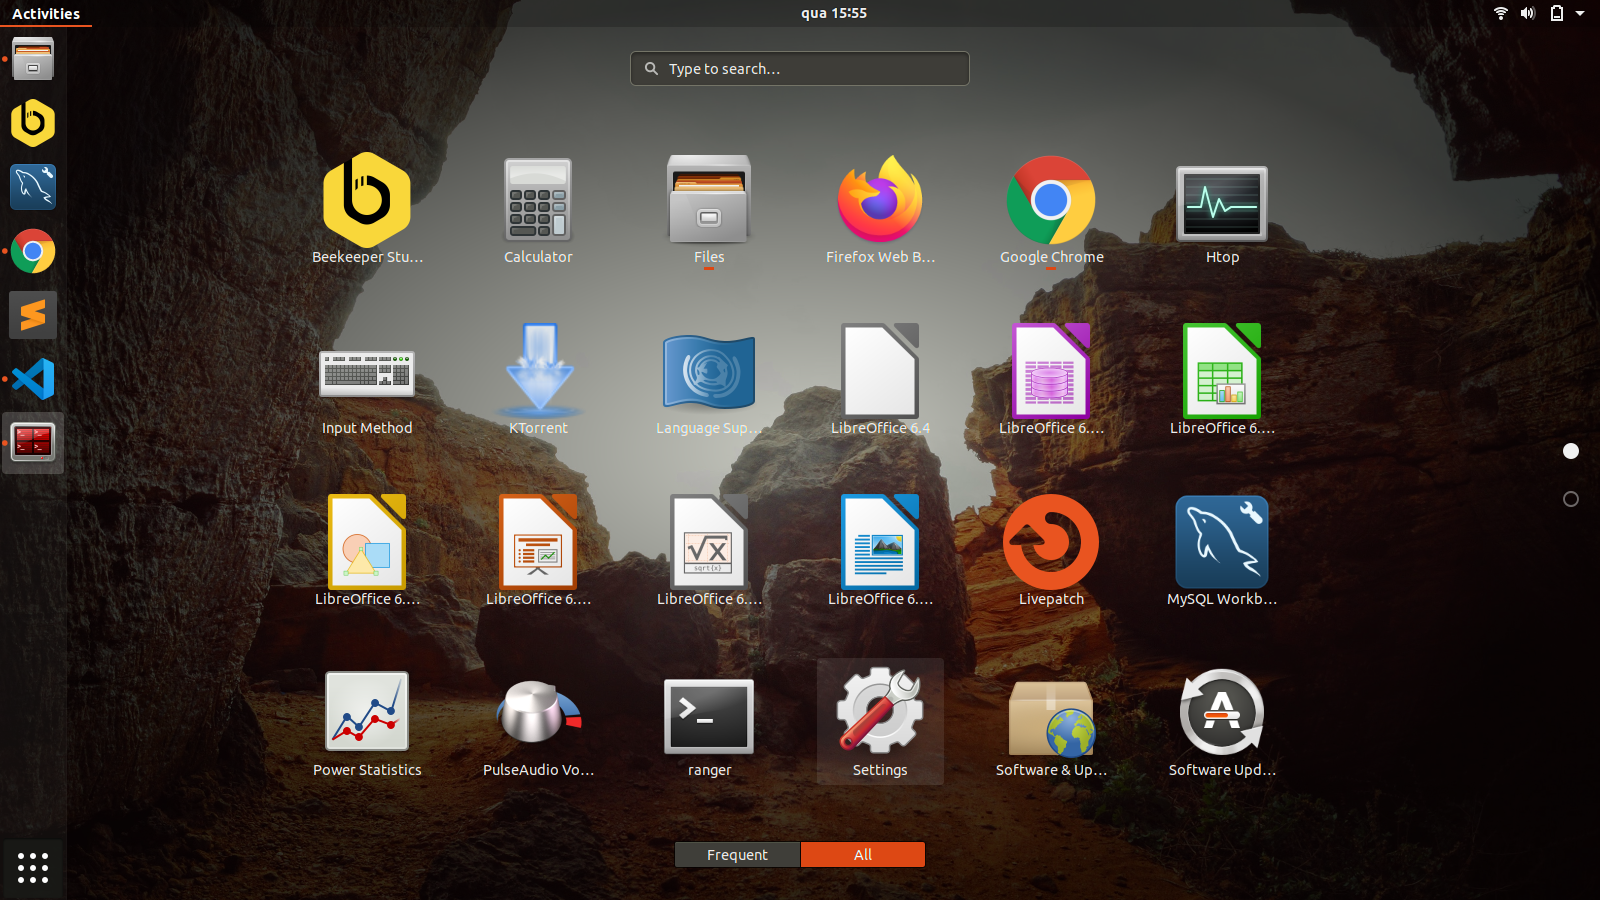 Activities
qua 15:55
Type to search…
Beekeeper Stu…
Calculator
Files
Firefox Web B…
Google Chrome
Htop
Input Method
KTorrent
Language Sup…
LibreOffice 6.4
LibreOffice 6.…
LibreOffice 6.…
LibreOffice 6.…
LibreOffice 6.…
LibreOffice 6.…
LibreOffice 6.…
Livepatch
MySQL Workb…
Power Statistics
PulseAudio Vo…
ranger
Settings
Software & Up…
Software Upd…
Frequent
All